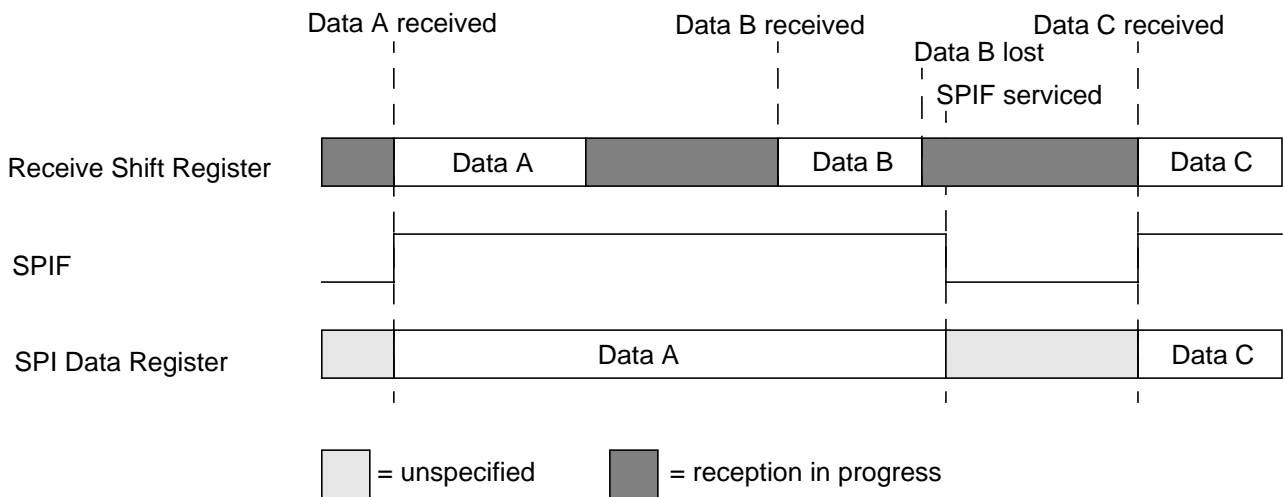 Data A received
Data B received
Data C received
Data B lost
SPIF serviced
Receive Shift Register
Data A
Data B
Data C
SPIF
SPI Data Register
Data A
Data C
= unspecified
= reception in progress